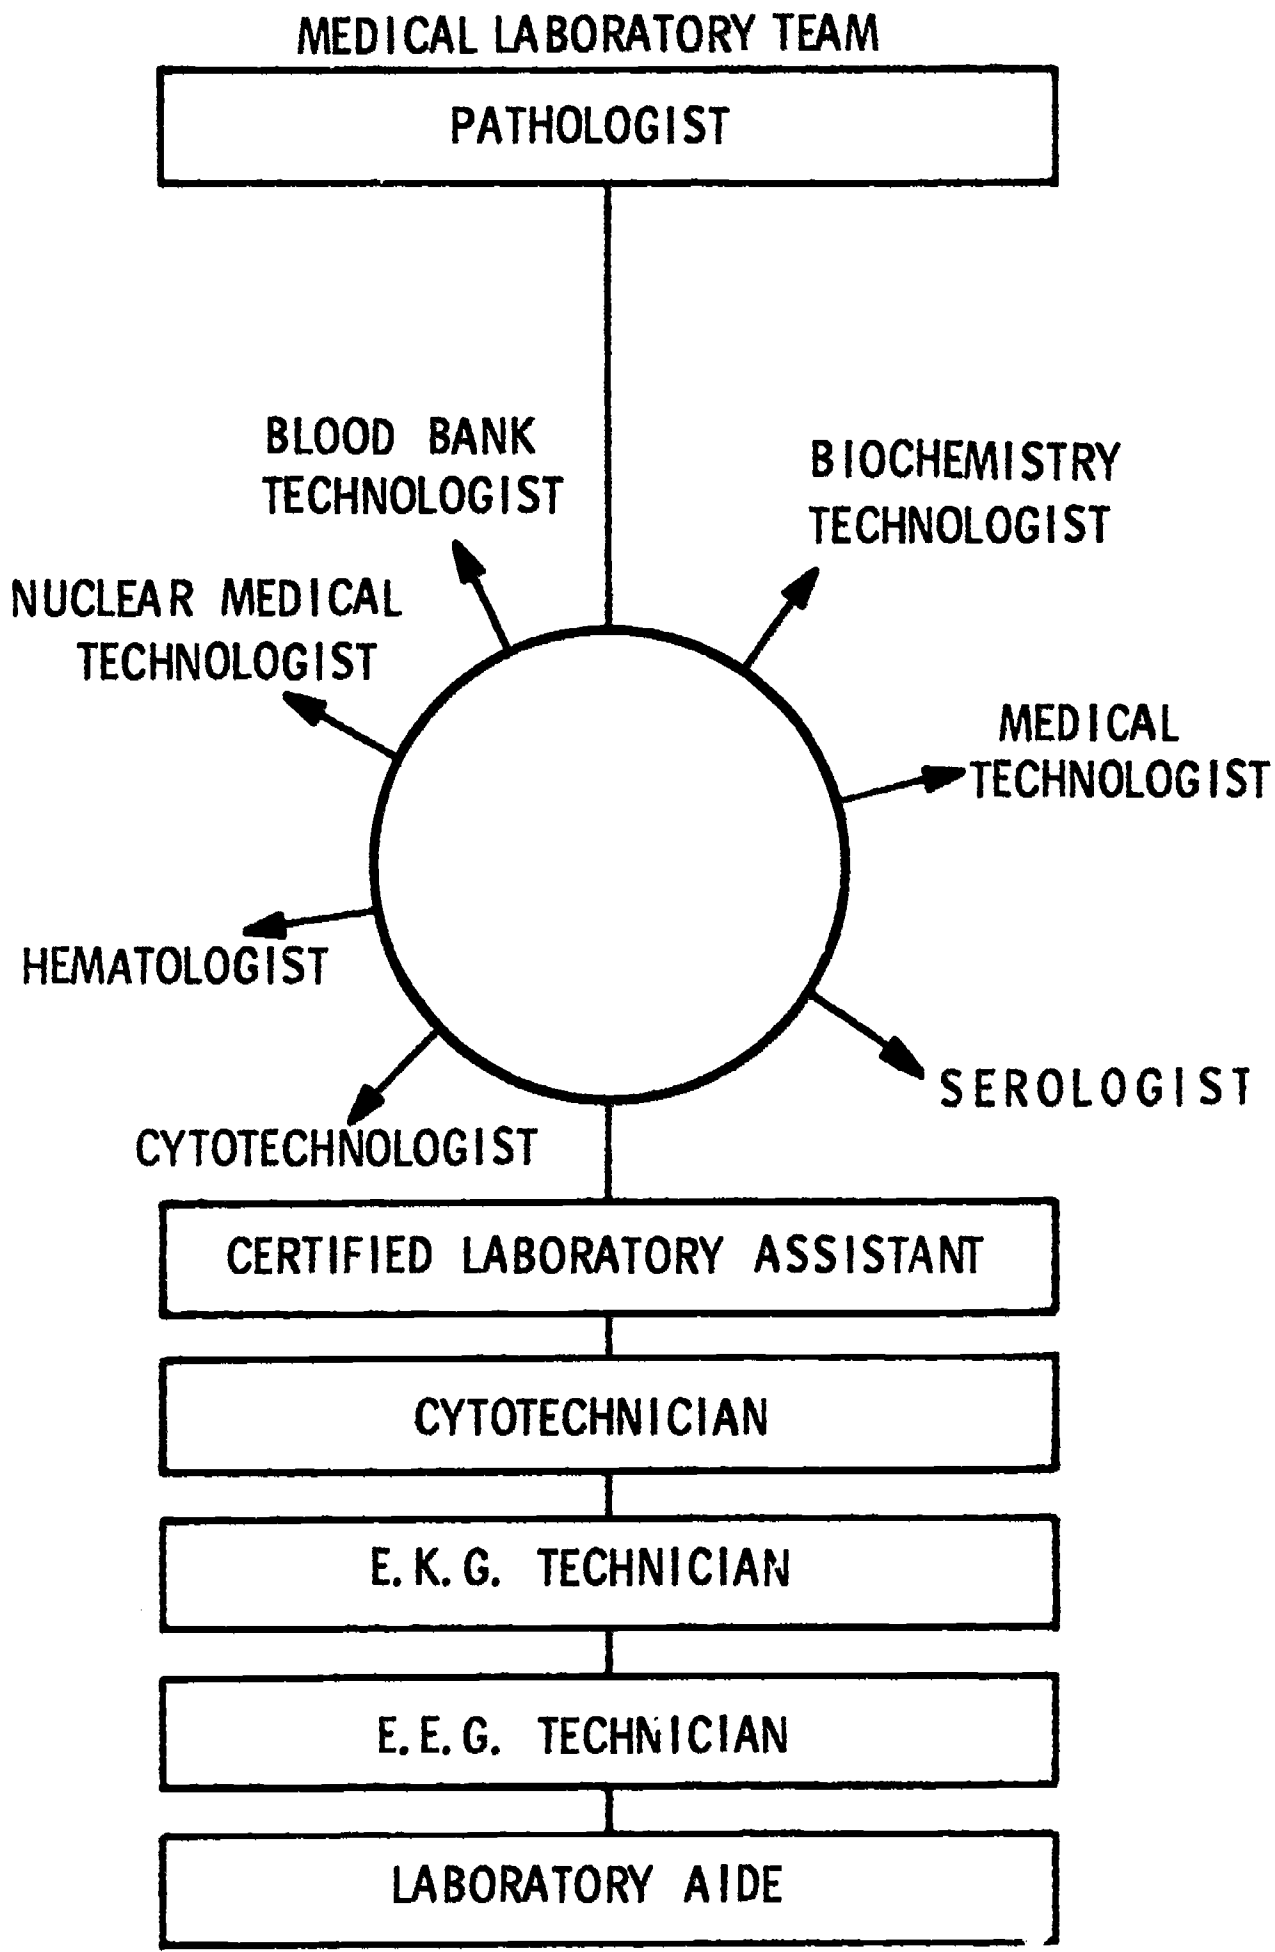 MEDICAL LABORATORY TEAM
PATHOLOGIST
BLOOD BANK
TECHNOLOGIST
BIOCHEMISTRY
TECHNOLOGIST
NUCLEAR MEDICAL
TECHNOLOGIST
MEDICAL
TECHNOLOGIST
HEMATOLOGIST
SEROLOGIST
CYTOTECHNOLOGIST
CERTIFIED LABORATORY ASSISTANT
CYTOTECHNICIAN
E.K.G. TECHNICIAN
E.E.G. TECHNICIAN
LABORATORY AIDE